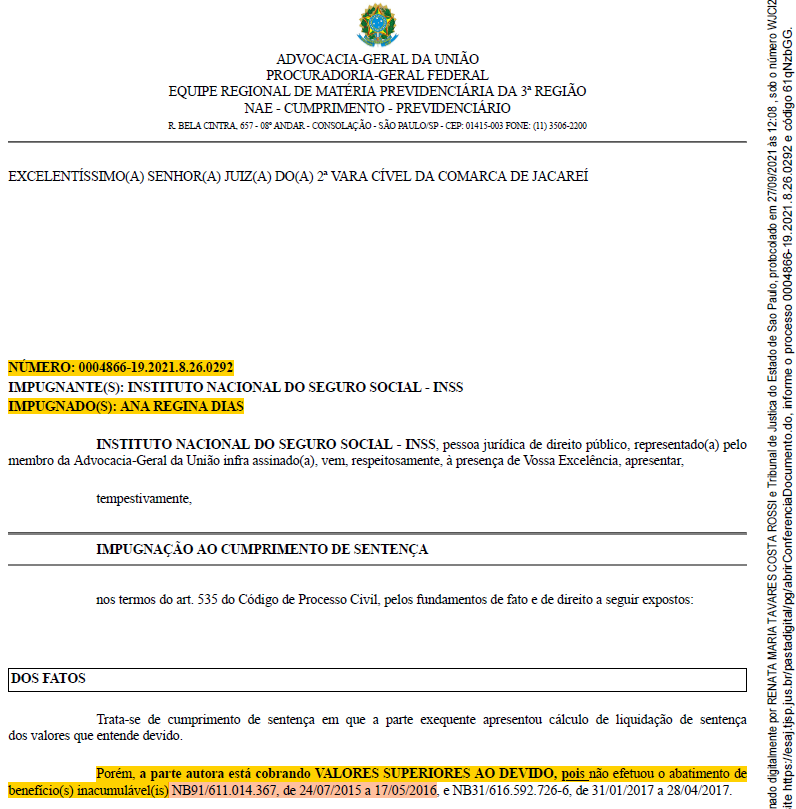 ADVOCACIA-GERAL DA UNIÃO
PROCURADORIA-GERAL FEDERAL
EQUIPE REGIONAL DE MATÉRIA PREVIDENCIÁRIA DA 3ª REGIÃO
NAE - CUMPRIMENTO - PREVIDENCIÁRIO
R. BELA CINTRA, 657 - 08º ANDAR - CONSOLAÇÃO - SÃO PAULO/SP - CEP: 01415-003 FONE: (11) 3506-2200
EXCELENTÍSSIMO(A) SENHOR(A) JUIZ(A) DO(A) 2ª VARA CÍVEL DA COMARCA DE JACAREÍ
NÚMERO: 0004866-19.2021.8.26.0292
IMPUGNANTE(S): INSTITUTO NACIONAL DO SEGURO SOCIAL - INSS
IMPUGNADO(S): ANA REGINA DIAS
INSTITUTO NACIONAL DO SEGURO SOCIAL - INSS, pessoa jurídica de direito público, representado(a) pelo
membro da Advocacia-Geral da União infra assinado(a), vem, respeitosamente, à presença de Vossa Excelência, apresentar,
tempestivamente,
IMPUGNAÇÃO AO CUMPRIMENTO DE SENTENÇA
nos termos do art. 535 do Código de Processo Civil, pelos fundamentos de fato e de direito a seguir expostos:
DOS FATOS
Trata-se de cumprimento de sentença em que a parte exequente apresentou cálculo de liquidação de sentença
dos valores que entende devido.
Porém, a parte autora está cobrando VALORES SUPERIORES AO DEVIDO, pois não efetuou o abatimento de
benefício(s) inacumulável(is) NB91/611.014.367, de 24/07/2015 a 17/05/2016, e NB31/616.592.726-6, de 31/01/2017 a 28/04/2017.
nado digitalmente por RENATA MARIA TAVARES COSTA ROSSI e Tribunal de Justica do Estado de Sao Paulo, protocolado em 27/09/2021 às 12:08 , sob o número WJCI2
te https://esaj.tjsp.jus.br/pastadigital/pg/abrirConferenciaDocumento.do, informe o processo 0004866-19.2021.8.26.0292 e código 61qNzbGG.